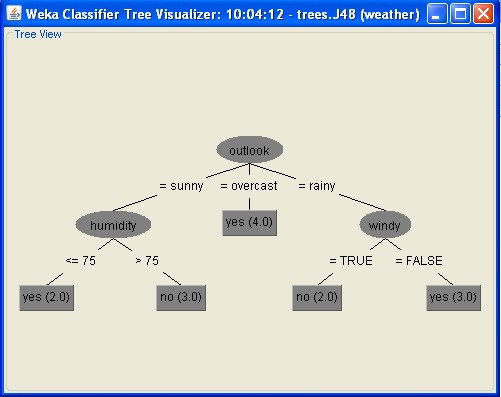 Weka Classifier Tree Visualizer: 10:04:12 - trees.J48 (weather)
Tree View
outlook
= sunny = overcast = rainy
humidity yes (4.0) windy
<= 75 > 75 = TRUE = FALSE
yes (2.0) no (3.0) no (2.0) yes (3.0)